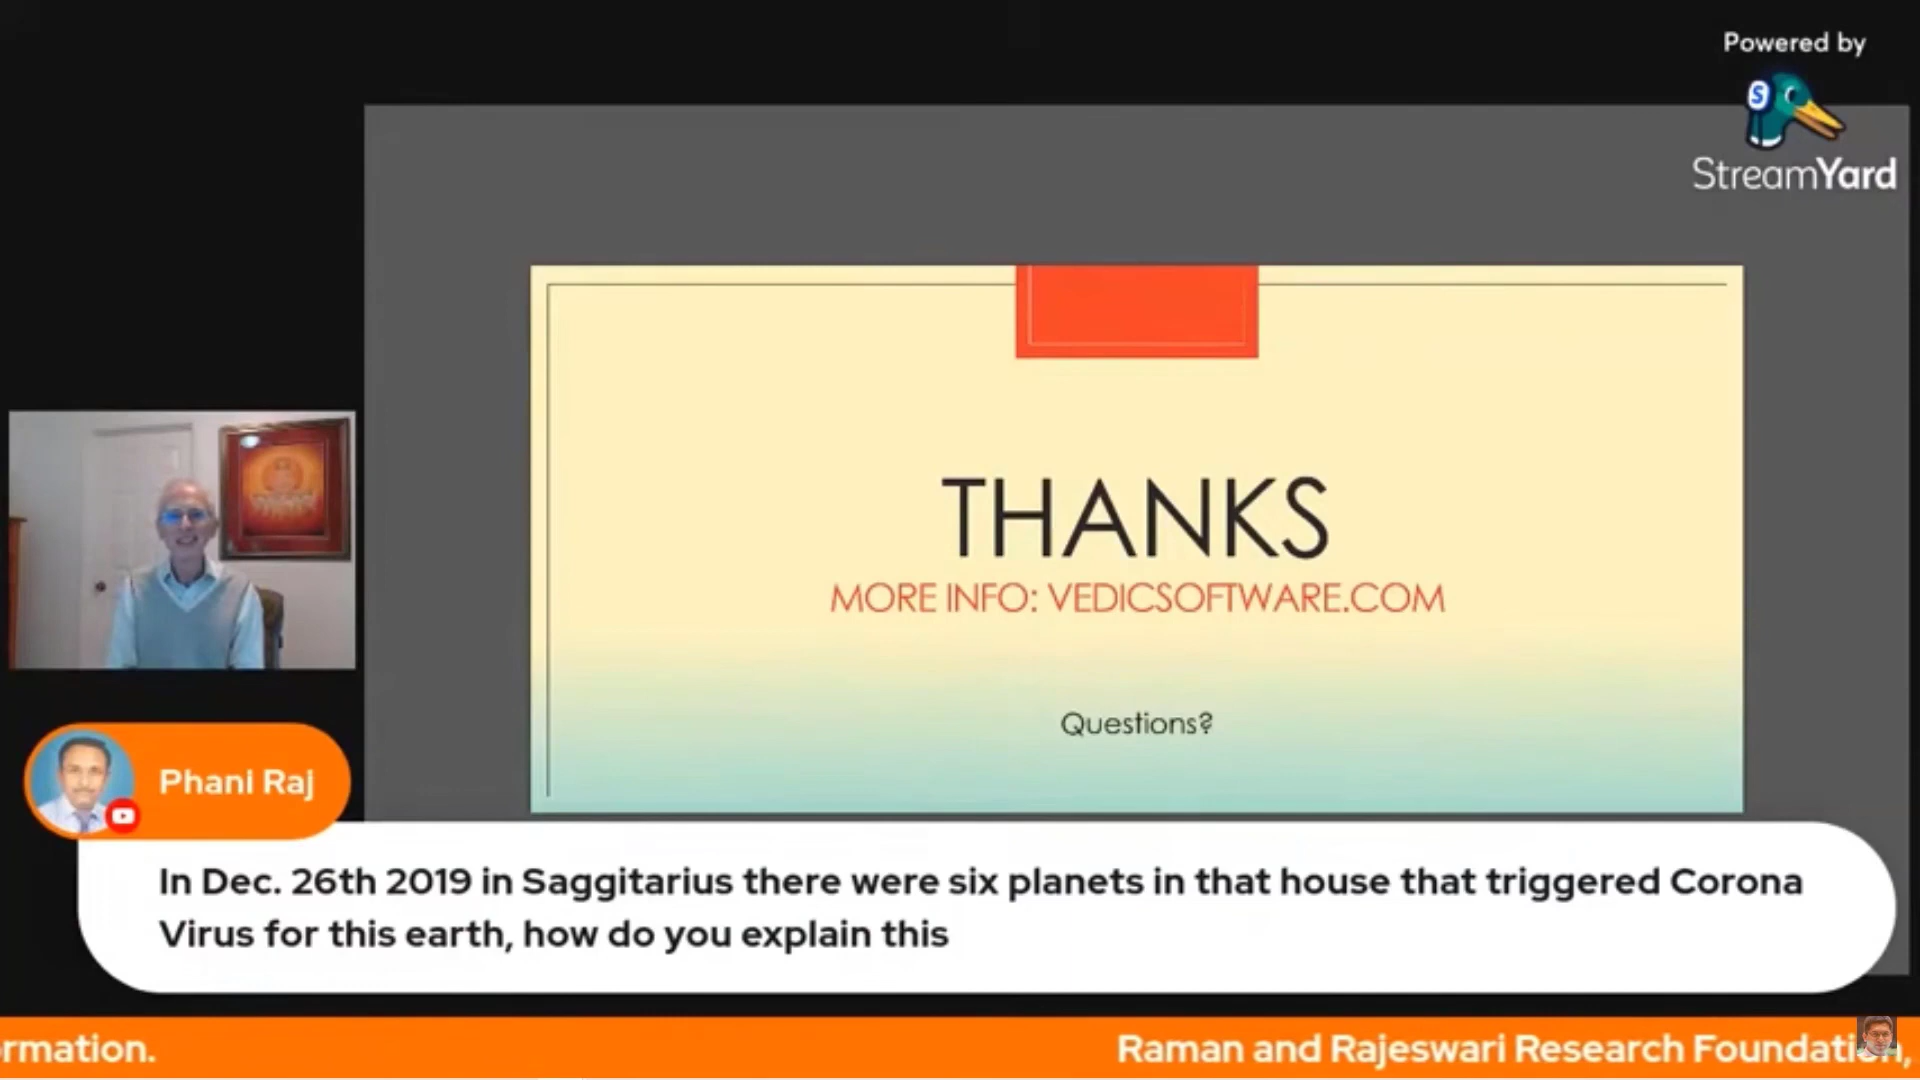 Powered by
StreamYard
THANKS
MORE INFO: VEDICSOFTWARE.COM
Questions?
Phani Raj
In Dec. 26th 2019 in Saggitarius there were six planets in that house that triggered Corona
Virus for this earth, how do you explain this
rmation.
Raman and Rajeswari Research Foundation,